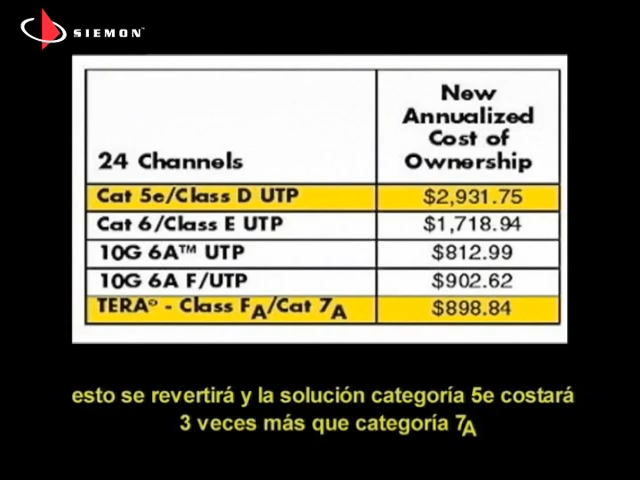 SIEMON™
24 Channels New Annualized Cost of Ownership
Cat 5e/Class D UTP $2,931.75
Cat 6/Class E UTP $1,718.94
10G 6A™ UTP $812.99
10G 6A F/UTP $902.62
TERA® - Class FA/Cat 7A $898.84
esto se revertirá y la solución categoría 5e costará
3 veces más que categoría 7A